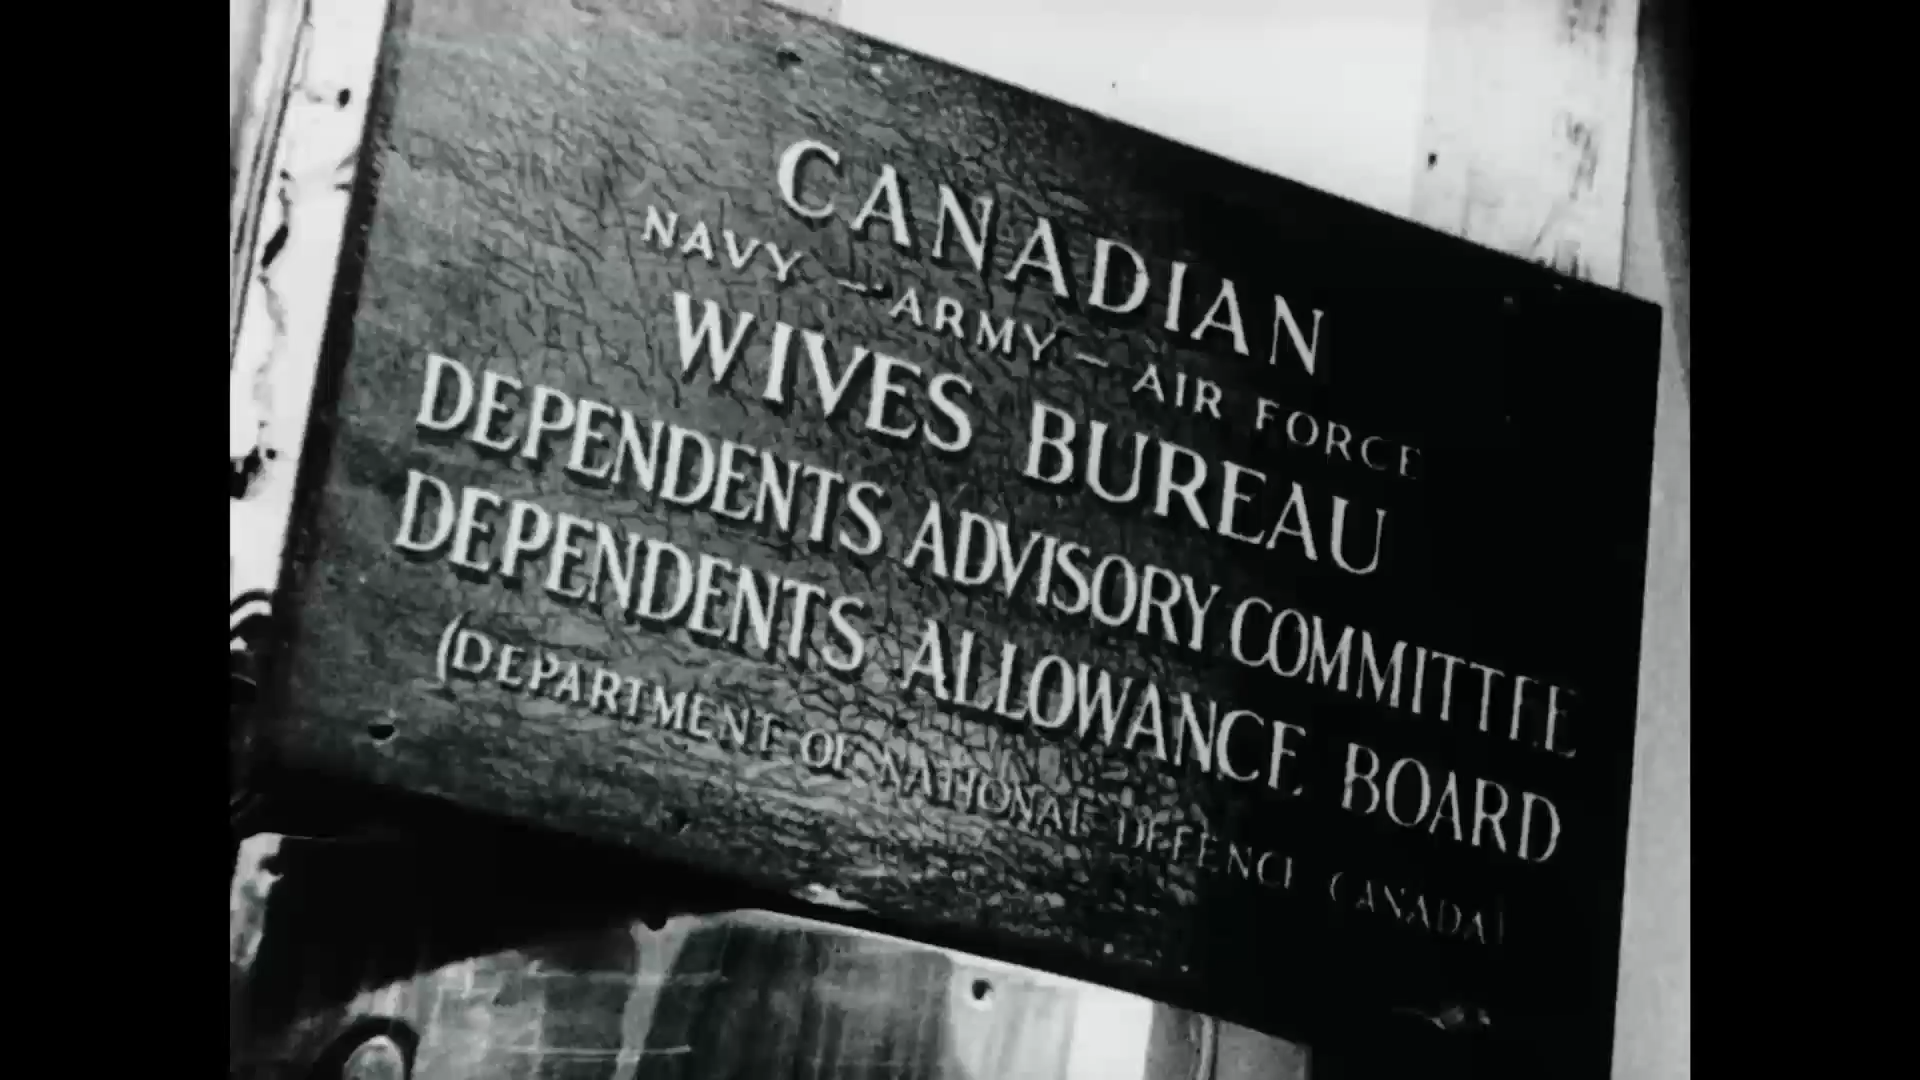 CANADIAN
NAVY - ARMY - AIR FORCE
WIVES BUREAU
DEPENDENTS ADVISORY COMMITTEE
DEPENDENTS ALLOWANCE BOARD
(DEPARTMENT OF NATIONAL DEFENCE CANADA)